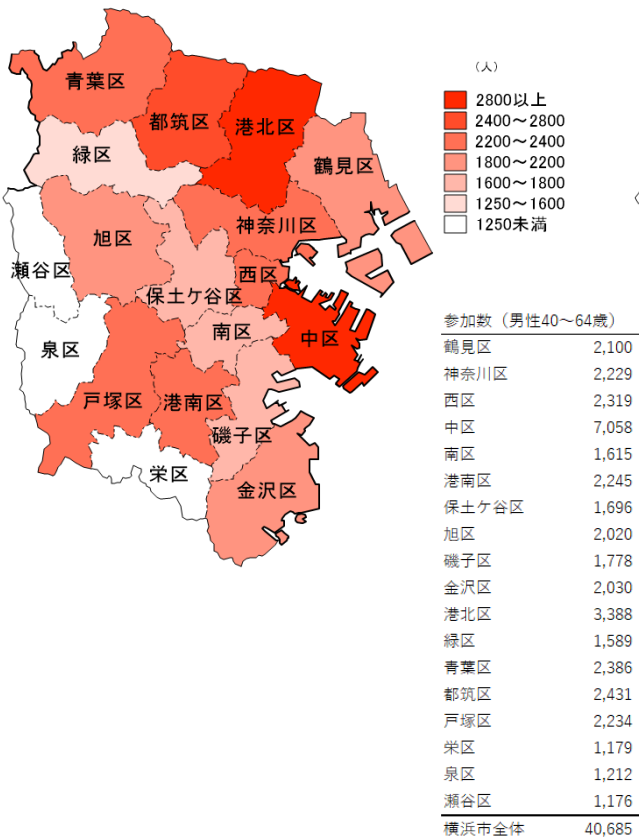 青葉区
都筑区
港北区
緑区
鶴見区
旭区
神奈川区
瀬谷区
西区
保土ケ谷区
泉区
南区
中区
戸塚区
港南区
磯子区
栄区
金沢区
（人）
2800以上
2400～2800
2200～2400
1800～2200
1600～1800
1250～1600
1250未満
参加数（男性40～64歳）
鶴見区 2,100
神奈川区 2,229
西区 2,319
中区 7,058
南区 1,615
港南区 2,245
保土ケ谷区 1,696
旭区 2,020
磯子区 1,778
金沢区 2,030
港北区 3,388
緑区 1,589
青葉区 2,386
都筑区 2,431
戸塚区 2,234
栄区 1,179
泉区 1,212
瀬谷区 1,176
横浜市全体 40,685